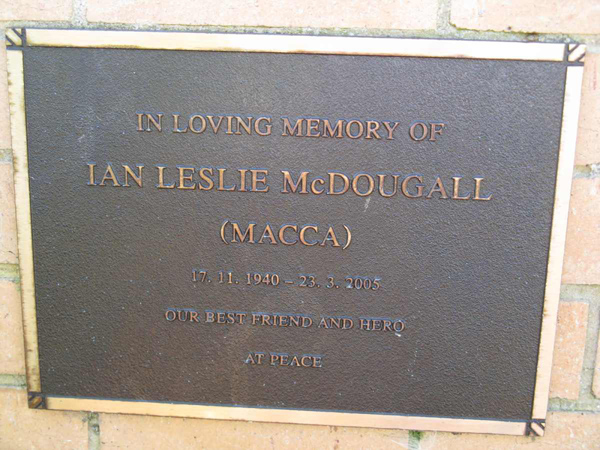 IN LOVING MEMORY OF
IAN LESLIE McDOUGALL
(MACCA)
17. 11. 1940 – 23. 3. 2005
OUR BEST FRIEND AND HERO
AT PEACE